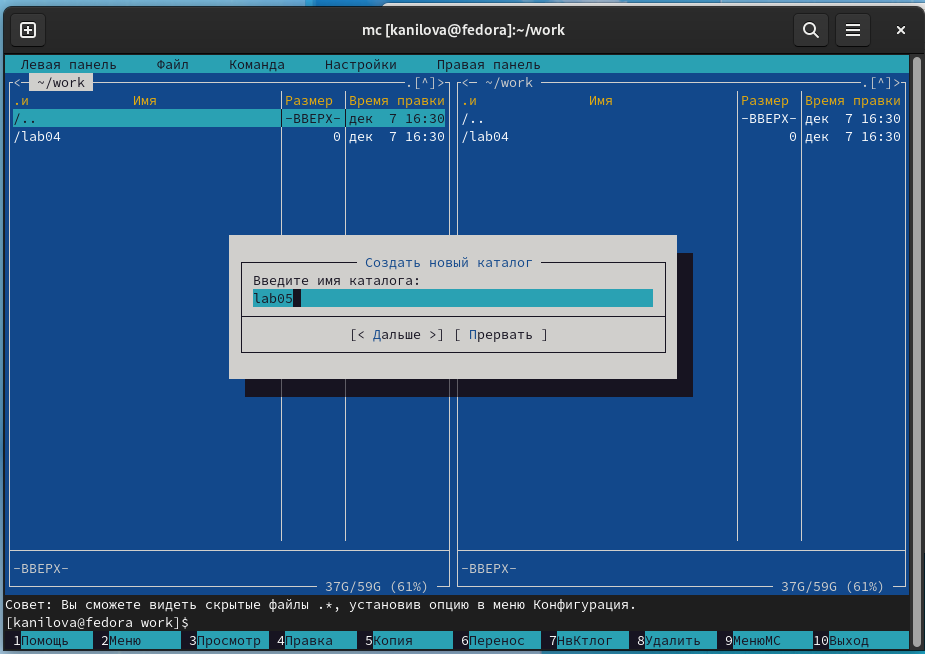 mc [kanilova@fedora]:~/work
Левая панель Файл Команда Настройки Правая панель
<─ ~/work .[^]> <─ ~/work .[^]>
.и Имя Размер Время правки .и Имя Размер Время правки
/.. -ВВЕРХ- дек 7 16:30 /.. -ВВЕРХ- дек 7 16:30
/lab04 0 дек 7 16:30 /lab04 0 дек 7 16:30
Создать новый каталог
Введите имя каталога:
lab05
[< Дальше >] [ Прервать ]
-ВВЕРХ- -ВВЕРХ-
37G/59G (61%) 37G/59G (61%)
Совет: Вы сможете видеть скрытые файлы .*, установив опцию в меню Конфигурация.
[kanilova@fedora work]$
1Помощь 2Меню 3Просмотр 4Правка 5Копия 6Перенос 7НвКтлог 8Удалить 9МенюМС 10Выход